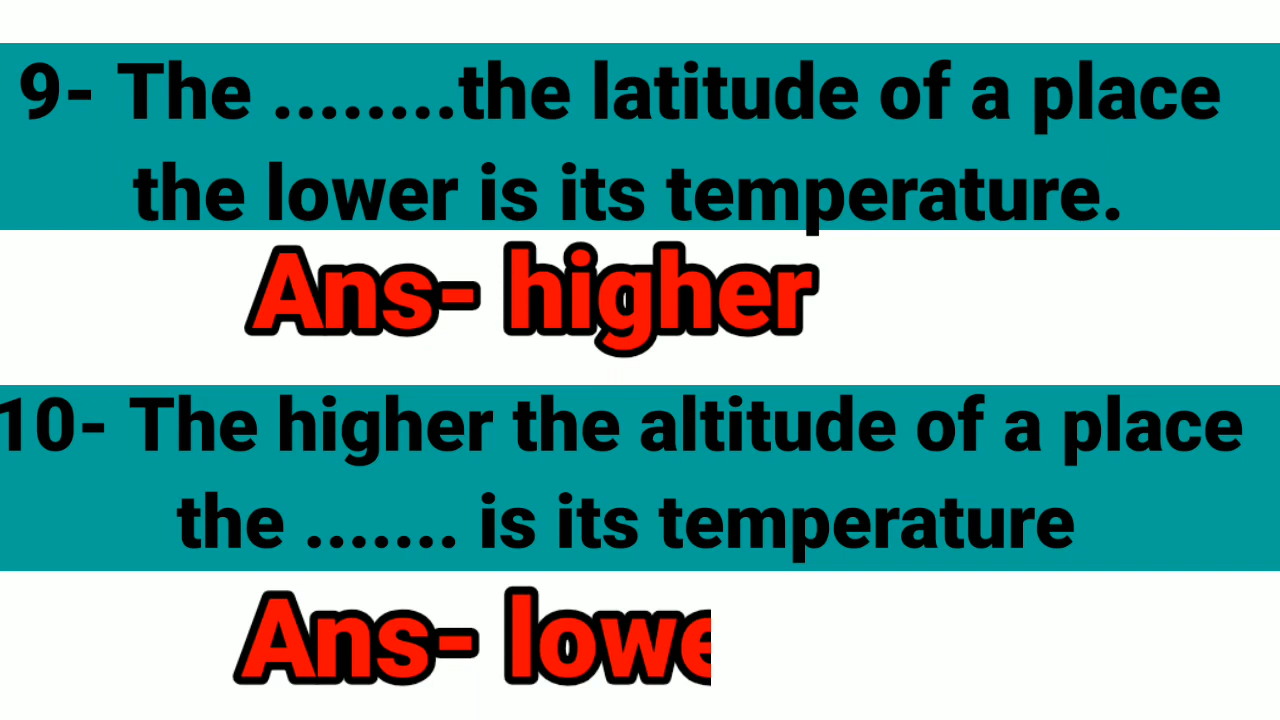 9- The ........the latitude of a place
the lower is its temperature.
Ans- higher
10- The higher the altitude of a place
the ....... is its temperature
Ans- lowe